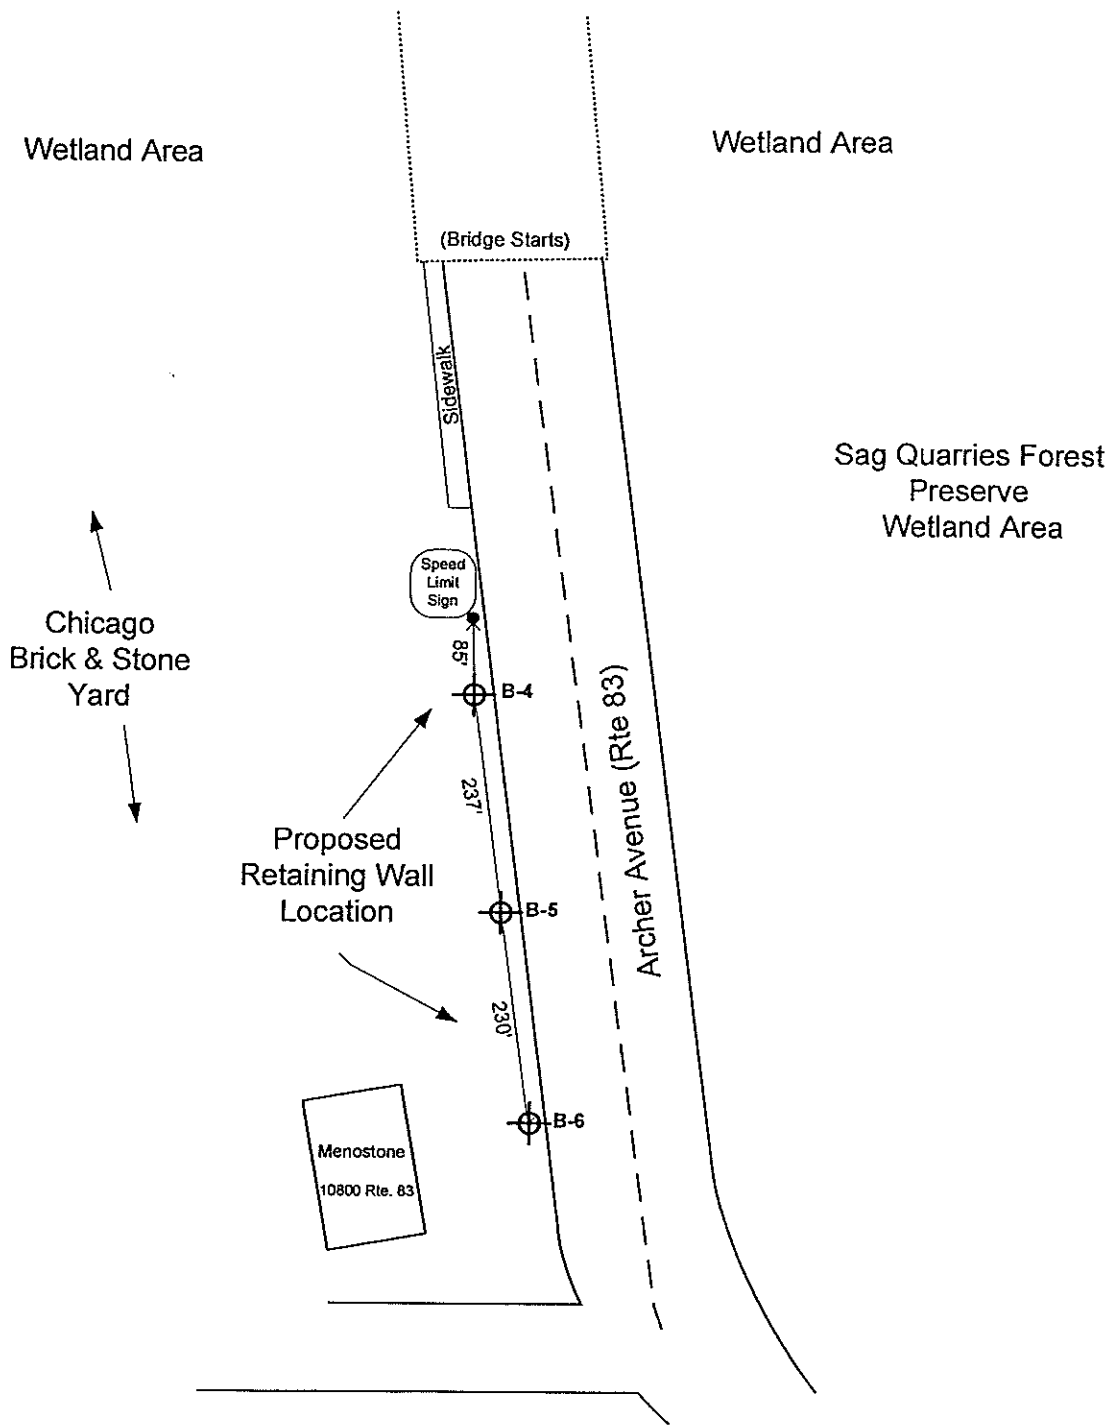 Wetland Area
Wetland Area
(Bridge Starts)
Sidewalk
Sag Quarries Forest
Preserve
Wetland Area
Speed
Limit
Sign
Chicago
Brick & Stone
Yard
85'
B-4
Archer Avenue (Rte 83)
237'
Proposed
Retaining Wall
Location
B-5
230'
B-6
Menostone
10800 Rte. 83